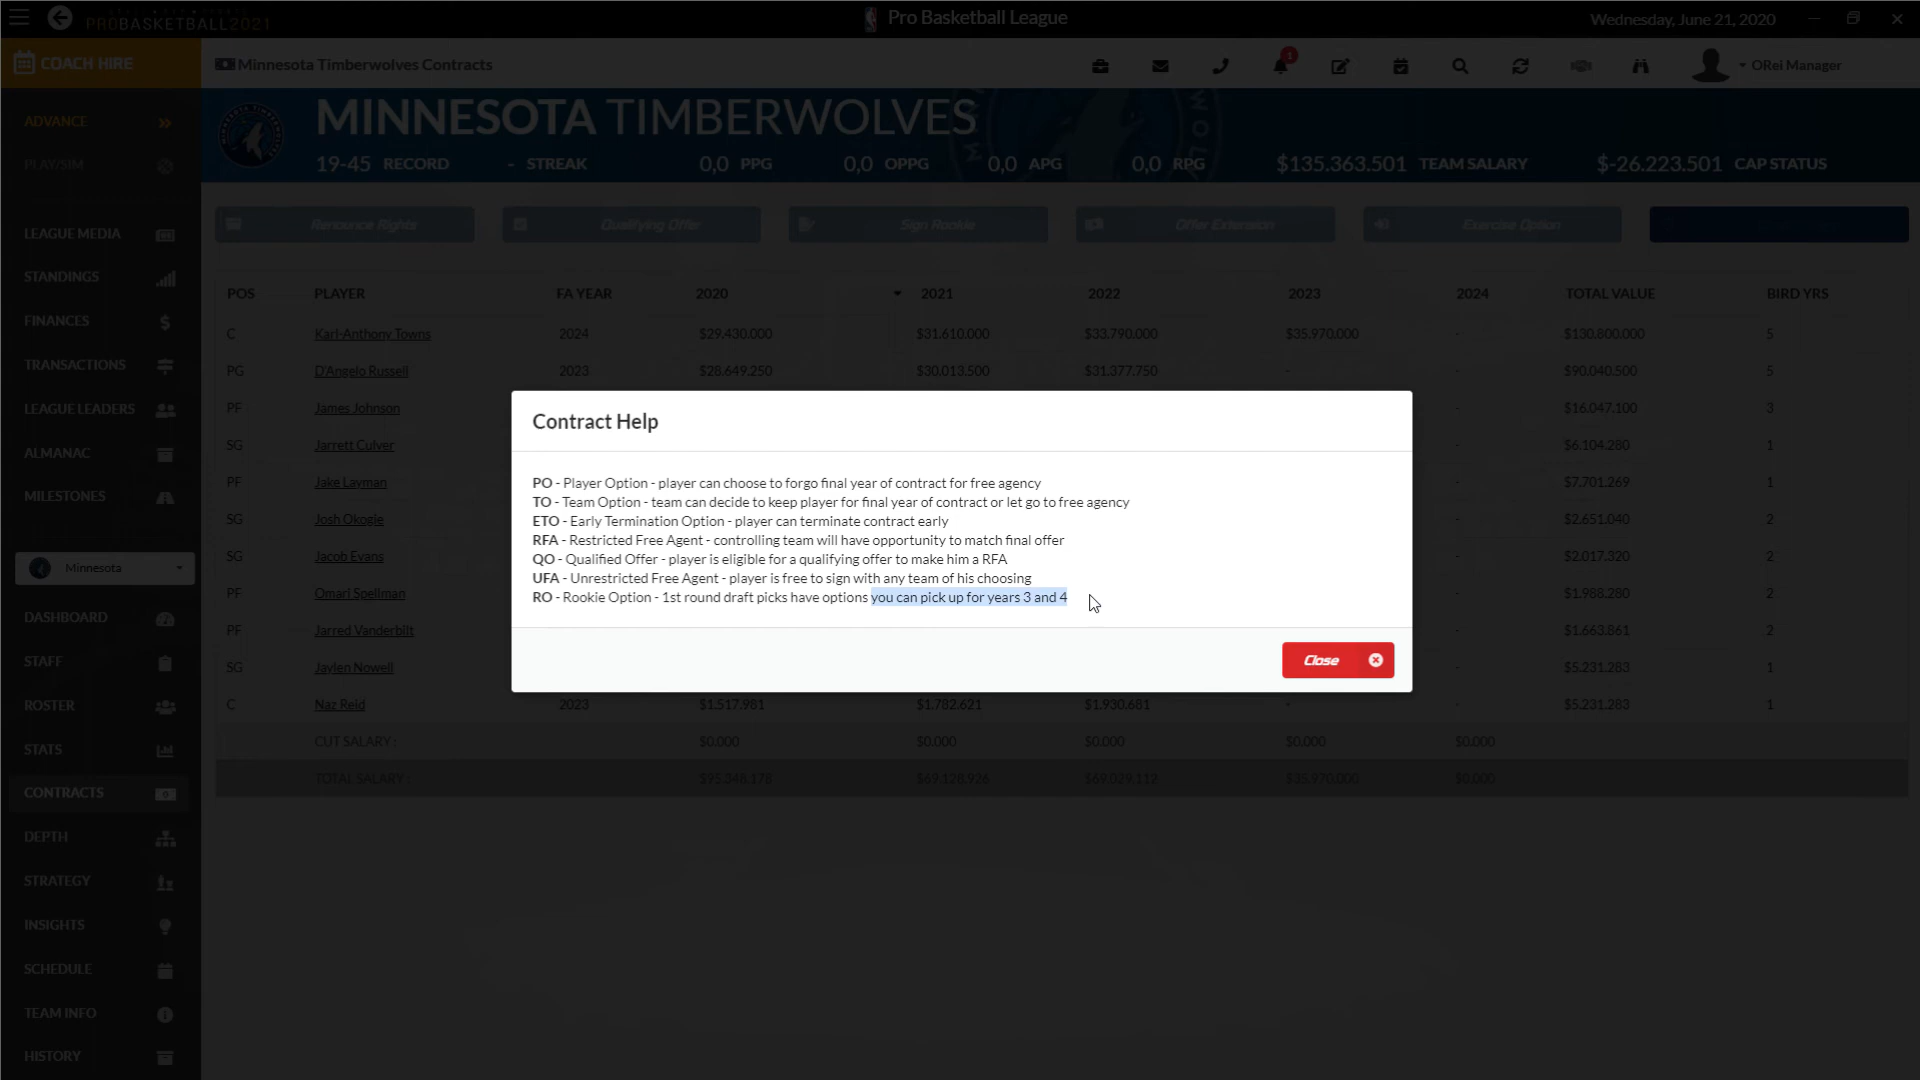 PROBASKETBALL2021
Pro Basketball League
Wednesday, June 21, 2020
COACH HIRE
Minnesota Timberwolves Contracts
1
ORei Manager
ADVANCE
PLAY/SIM
MINNESOTA TIMBERWOLVES
19-45 RECORD - STREAK 0,0 PPG 0,0 OPPG 0,0 APG 0,0 RPG $135.363.501 TEAM SALARY $-26.223.501 CAP STATUS
Renounce Rights Qualifying Offer Sign Rookie Offer Extension Exercise Option
LEAGUE MEDIA
STANDINGS
FINANCES
TRANSACTIONS
LEAGUE LEADERS
ALMANAC
MILESTONES
Minnesota
DASHBOARD
STAFF
ROSTER
STATS
CONTRACTS
DEPTH
STRATEGY
INSIGHTS
SCHEDULE
TEAM INFO
HISTORY
POS PLAYER FA YEAR 2020 2021 2022 2023 2024 TOTAL VALUE BIRD YRS
C Karl-Anthony Towns 2024 $29.430.000 $31.610.000 $33.790.000 $35.970.000 - $130.800.000 5
PG D'Angelo Russell 2023 $28.649.250 $30.013.500 $31.377.750 - - $90.040.500 5
PF James Johnson - $16.047.100 3
SG Jarrett Culver - $6.104.280 1
PF Jake Layman - $7.701.269 1
SG Josh Okogie - $2.651.040 2
SG Jacob Evans - $2.017.320 2
PF Omari Spellman - $1.988.280 2
PF Jarred Vanderbilt - $1.663.861 2
SG Jaylen Nowell - $5.231.283 1
C Naz Reid 2023 $1.517.981 $1.782.621 $1.930.681 - - $5.231.283 1
CUT SALARY : $0.000 $0.000 $0.000 $0.000 $0.000
TOTAL SALARY : $95.348.178 $69.128.926 $69.029.112 $35.970.000 $0.000
Contract Help
PO - Player Option - player can choose to forgo final year of contract for free agency
TO - Team Option - team can decide to keep player for final year of contract or let go to free agency
ETO - Early Termination Option - player can terminate contract early
RFA - Restricted Free Agent - controlling team will have opportunity to match final offer
QO - Qualified Offer - player is eligible for a qualifying offer to make him a RFA
UFA - Unrestricted Free Agent - player is free to sign with any team of his choosing
RO - Rookie Option - 1st round draft picks have options you can pick up for years 3 and 4
Close